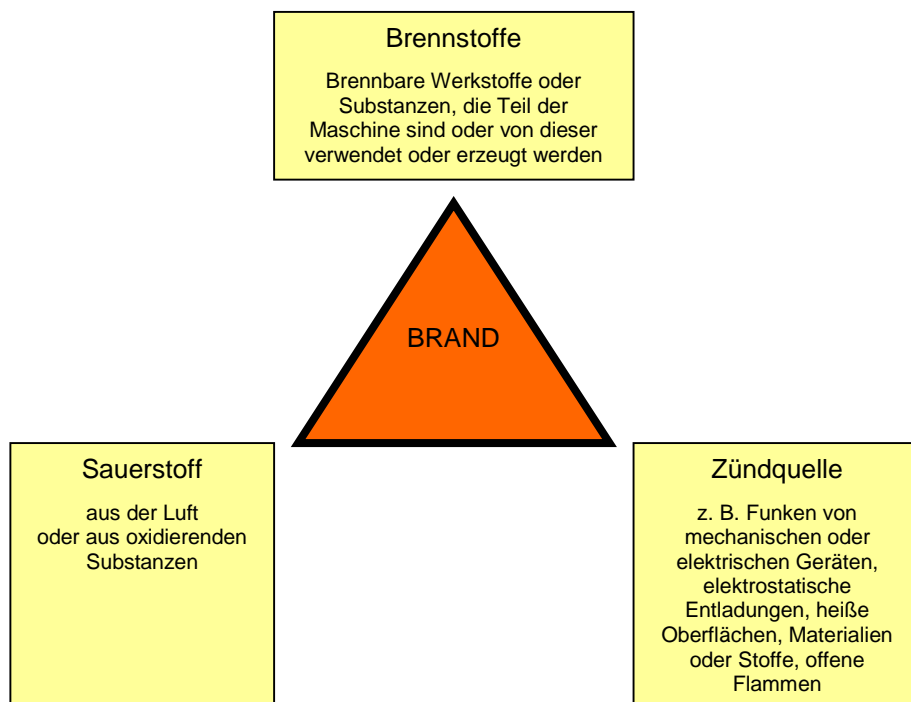 Brennstoffe
Brennbare Werkstoffe oder
Substanzen, die Teil der
Maschine sind oder von dieser
verwendet oder erzeugt werden
BRAND
Sauerstoff
aus der Luft
oder aus oxidierenden
Substanzen
Zündquelle
z. B. Funken von
mechanischen oder
elektrischen Geräten,
elektrostatische
Entladungen, heiße
Oberflächen, Materialien
oder Stoffe, offene
Flammen